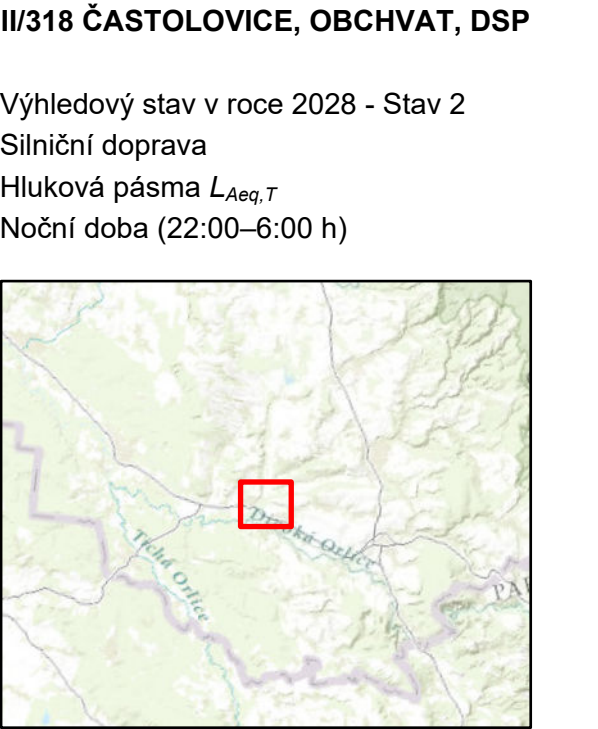 II/318 ČASTOLOVICE, OBCHVAT, DSP
Výhledový stav v roce 2028 - Stav 2
Silniční doprava
Hluková pásma LAeq,T
Noční doba (22:00–6:00 h)
Divoká Orlice
Tichá Orlice